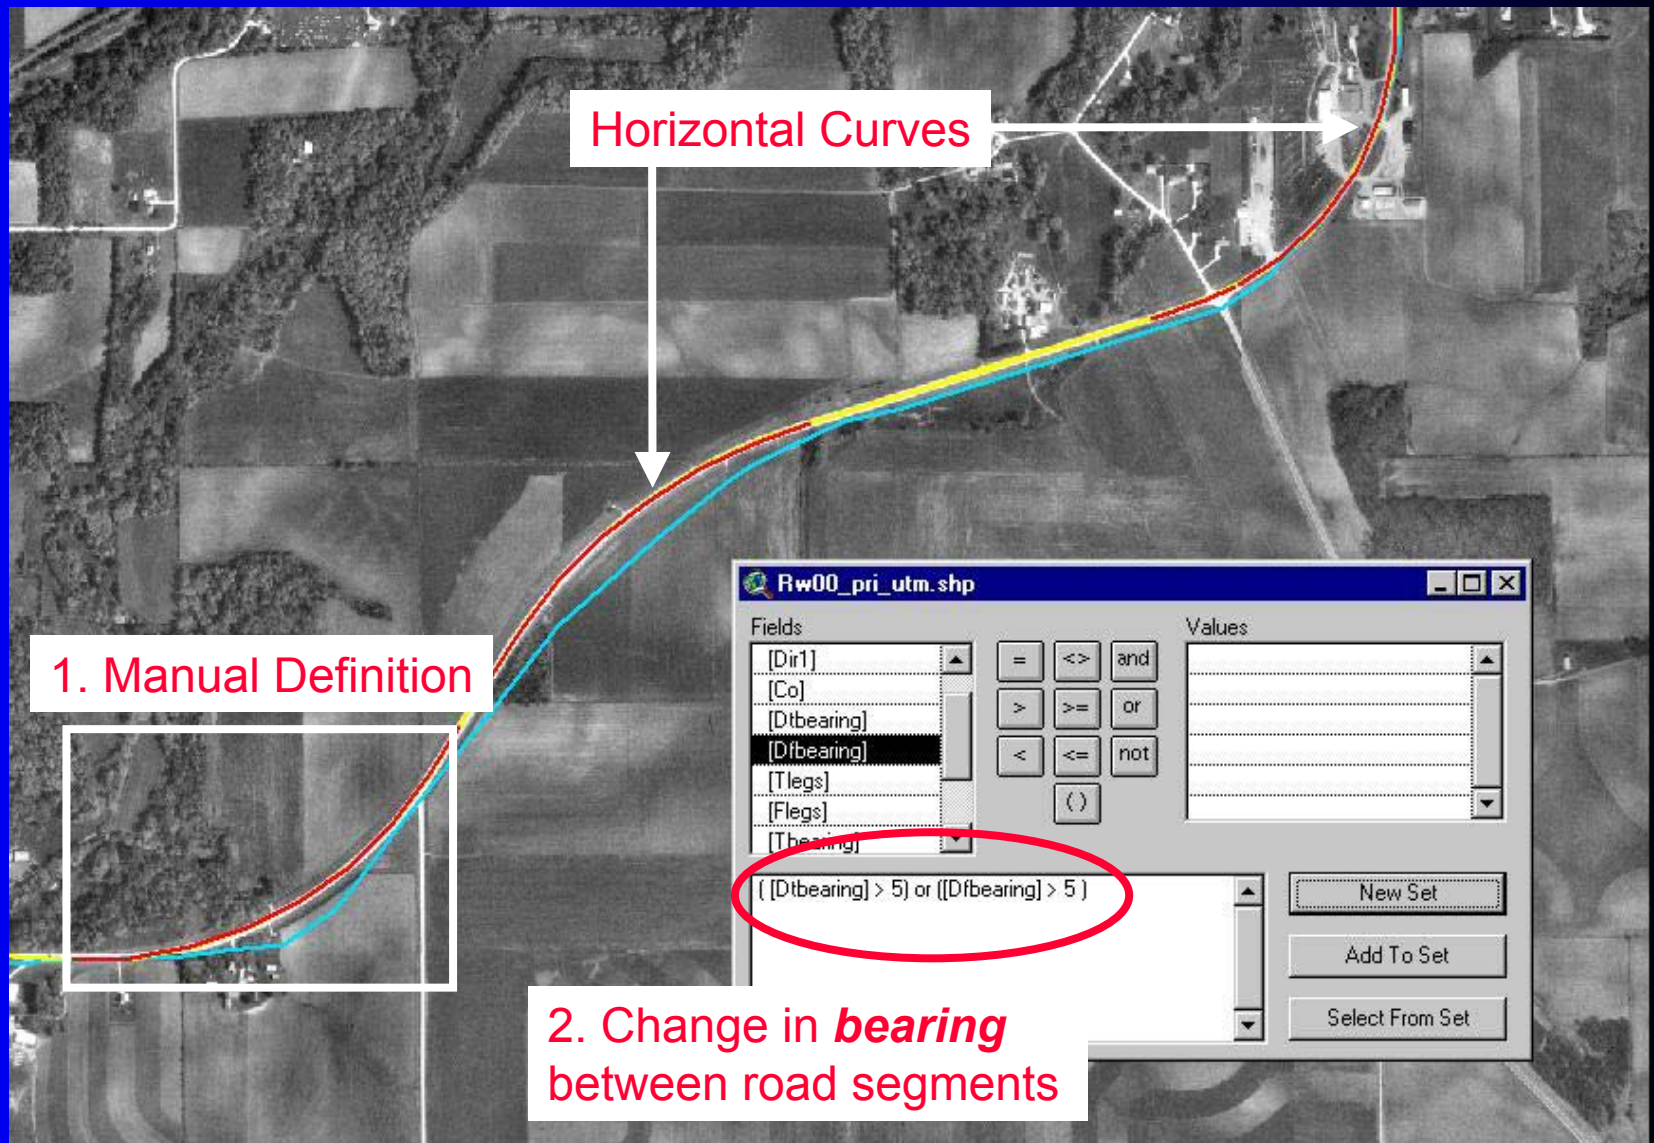 Horizontal Curves
1. Manual Definition
Rw00_pri_utm.shp
Fields
Values
[Dir1]
[Co]
[Dtbearing]
[Dfbearing]
[Tlegs]
[Flegs]
[Tbearing]
= <> and
> >= or
< <= not
()
( [Dtbearing] > 5) or ([Dfbearing] > 5 )
New Set
Add To Set
Select From Set
2. Change in bearing
between road segments